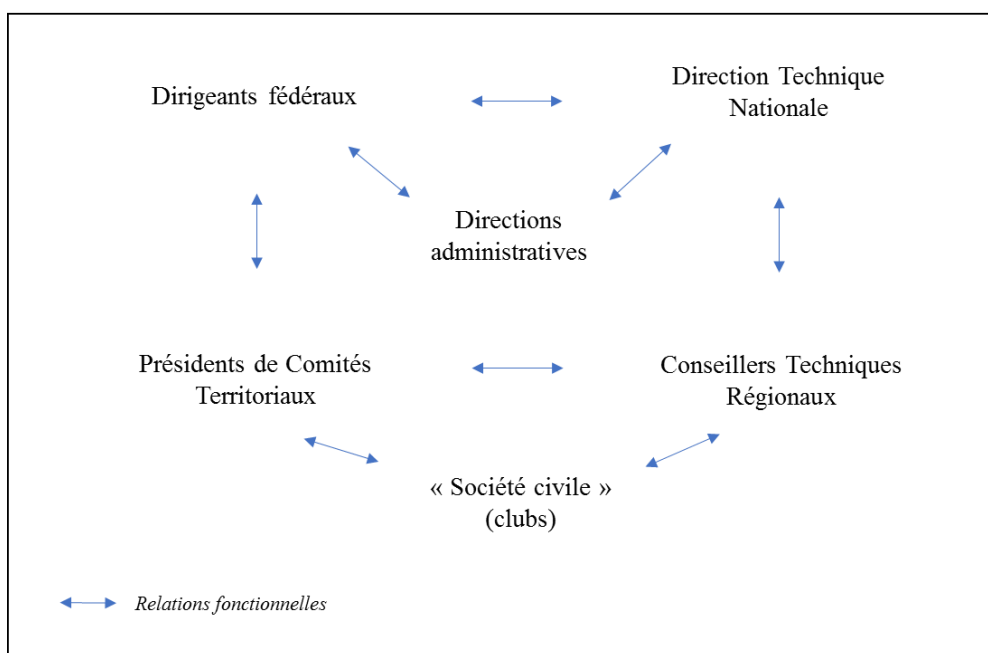 Dirigeants fédéraux
Direction Technique
Nationale
Directions
administratives
Présidents de Comités
Territoriaux
Conseillers Techniques
Régionaux
« Société civile »
(clubs)
Relations fonctionnelles